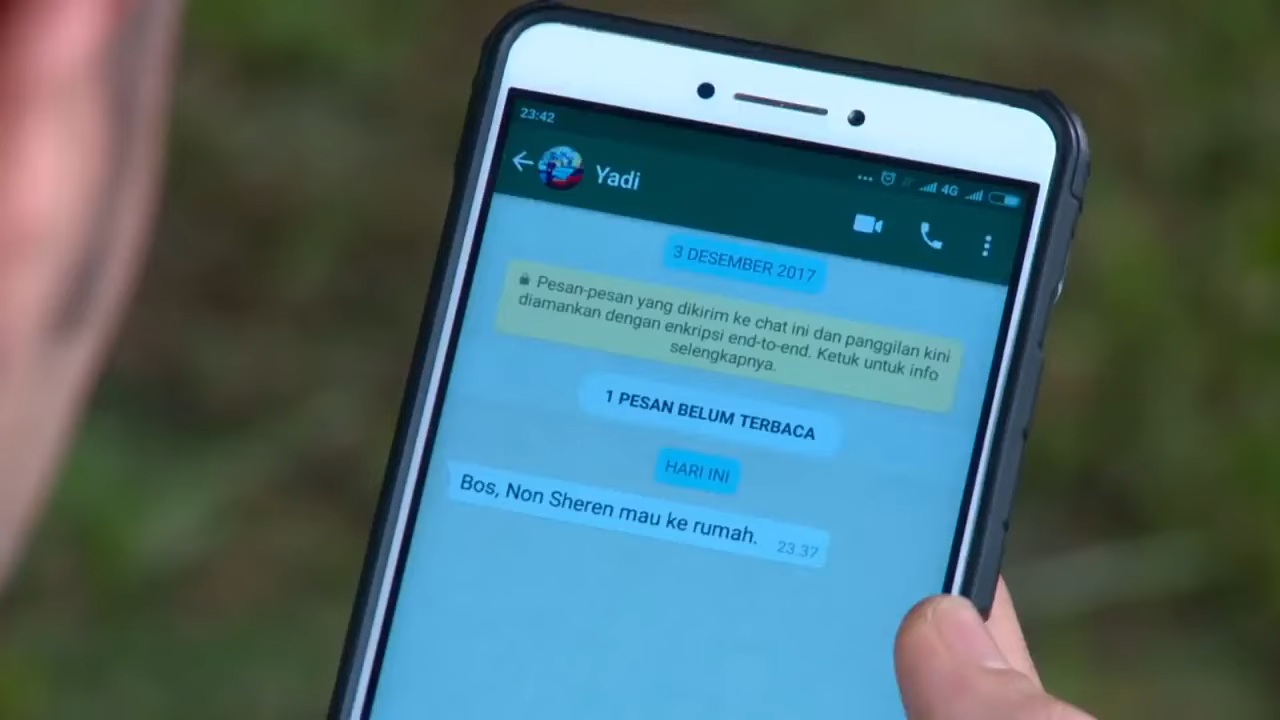 23:42
4G
Yadi
3 DESEMBER 2017
Pesan-pesan yang dikirim ke chat ini dan panggilan kini
diamankan dengan enkripsi end-to-end. Ketuk untuk info
selengkapnya.
1 PESAN BELUM TERBACA
HARI INI
Bos, Non Sheren mau ke rumah. 23.37